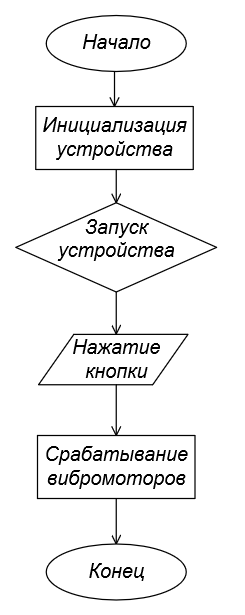 Начало
Инициализация
устройства
Запуск
устройства
Нажатие
кнопки
Срабатывание
вибромоторов
Конец